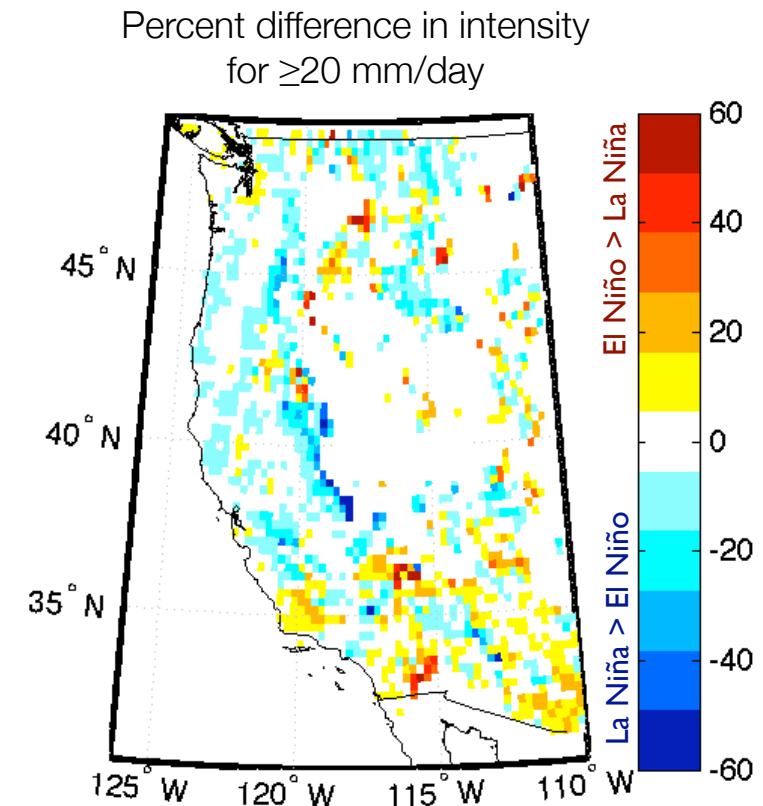 Percent difference in intensity
for ≥20 mm/day
45° N
40° N
35° N
125° W
120° W
115° W
110° W
El Niño > La Niña
La Niña > El Niño
60
40
20
0
-20
-40
-60